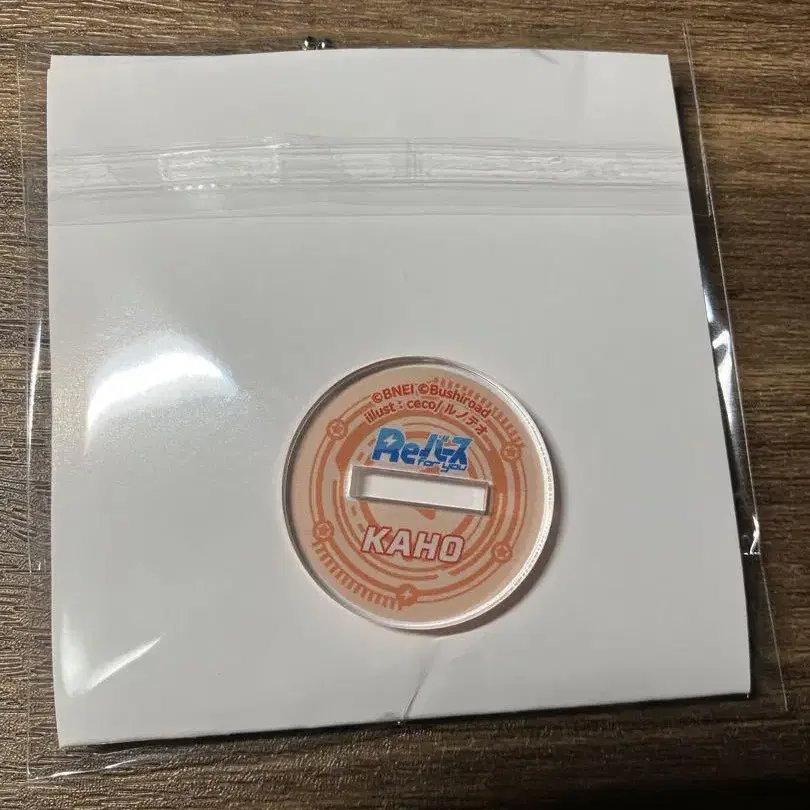 ©BNEI ©Bushiroad
illust : ceco/ ルノデオ
Reバース
for you
KAHO